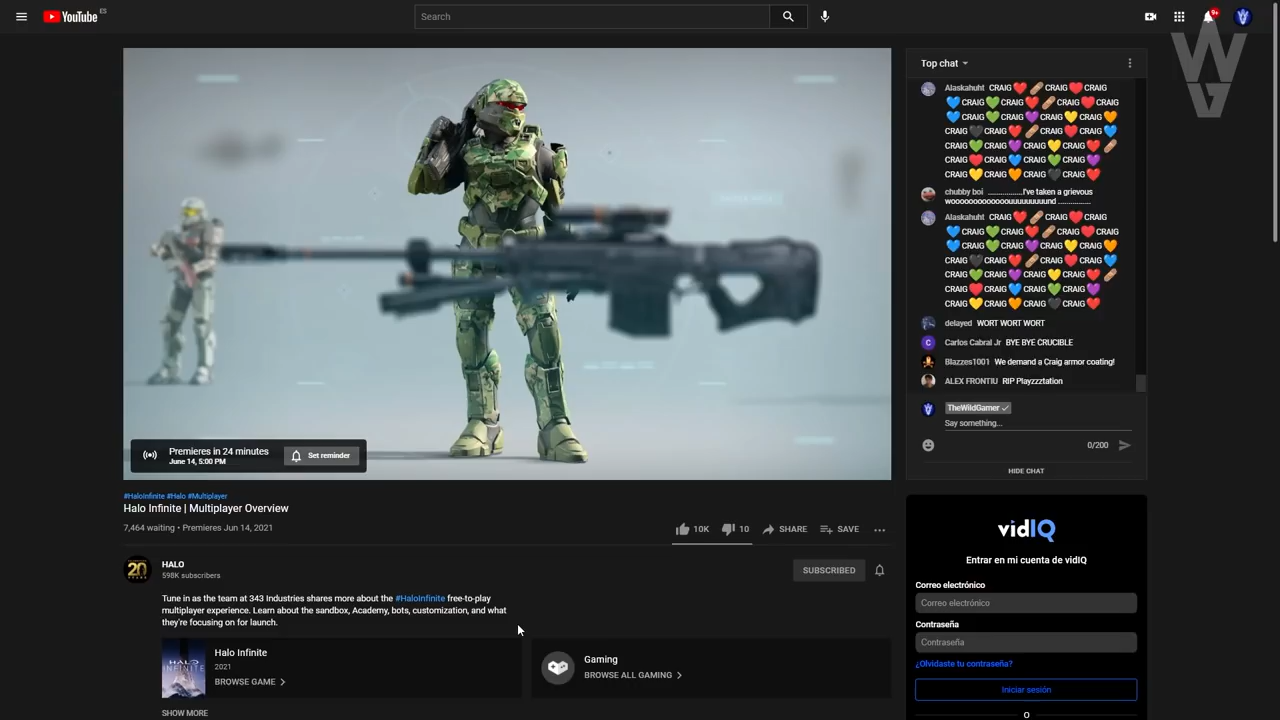 YouTube ES
Search
9+
Top chat
Alaskahuht CRAIG❤️🩹CRAIG❤️CRAIG
💙CRAIG💚CRAIG❤️🩹CRAIG❤️CRAIG
💙CRAIG💚CRAIG💜CRAIG💛CRAIG🧡
CRAIG🖤CRAIG❤️🩹CRAIG❤️CRAIG💙
CRAIG💚CRAIG💜CRAIG💛CRAIG❤️🩹
CRAIG❤️CRAIG💙CRAIG💚CRAIG💜
CRAIG💛CRAIG🧡CRAIG🖤CRAIG❤️
chubby boi .................I've taken a grievous
wooooooooooooouuuuuuuuund ................
Alaskahuht CRAIG❤️🩹CRAIG❤️CRAIG
💙CRAIG💚CRAIG❤️🩹CRAIG❤️CRAIG
💙CRAIG💚CRAIG💜CRAIG💛CRAIG🧡
CRAIG🖤CRAIG❤️🩹CRAIG❤️CRAIG💙
CRAIG💚CRAIG💜CRAIG💛CRAIG❤️🩹
CRAIG❤️CRAIG💙CRAIG💚CRAIG💜
CRAIG💛CRAIG🧡CRAIG🖤CRAIG❤️
delayed WORT WORT WORT
Carlos Cabral Jr BYE BYE CRUCIBLE
Blazzes1001 We demand a Craig armor coating!
ALEX FRONTIU RIP Playzzztation
TheWildGamer
Say something...
0/200
HIDE CHAT
Premieres in 24 minutes
June 14, 5:00 PM
Set reminder
#HaloInfinite #Halo #Multiplayer
Halo Infinite | Multiplayer Overview
7,464 waiting • Premieres Jun 14, 2021
10K 10 SHARE SAVE
20
HALO
598K subscribers
SUBSCRIBED
Tune in as the team at 343 Industries shares more about the #HaloInfinite free-to-play
multiplayer experience. Learn about the sandbox, Academy, bots, customization, and what
they're focusing on for launch.
HALO
INFINITE
Halo Infinite
2021
BROWSE GAME
Gaming
BROWSE ALL GAMING
SHOW MORE
vidIQ
Entrar en mi cuenta de vidIQ
Correo electrónico
Correo electrónico
Contraseña
Contraseña
¿Olvidaste tu contraseña?
Iniciar sesión
O